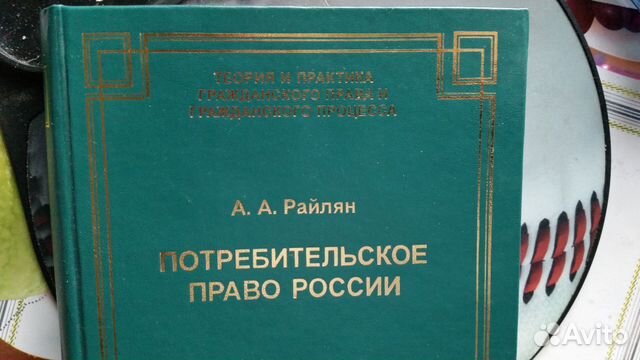 ТЕОРИЯ И ПРАКТИКА
ГРАЖДАНСКОГО ПРАВА И
ГРАЖДАНСКОГО ПРОЦЕССА
А. А. Райлян
ПОТРЕБИТЕЛЬСКОЕ
ПРАВО РОССИИ
Avito